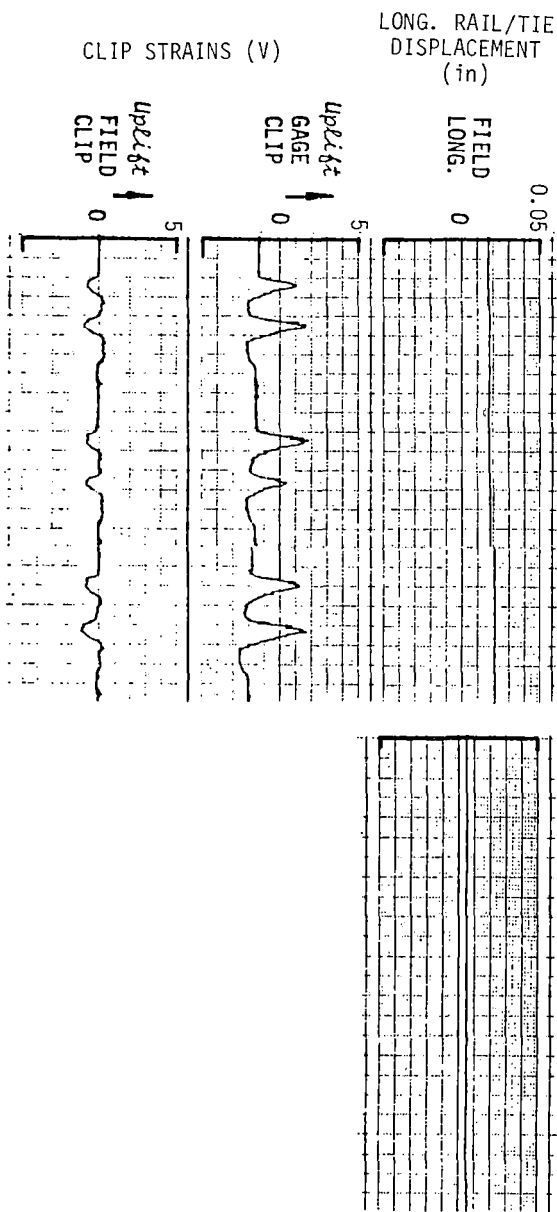 LONG. RAIL/TIE
DISPLACEMENT
(in)
CLIP STRAINS (V)
FIELD
LONG.
0.05
0
Uplift
GAGE
CLIP
5
0
Uplift
FIELD
CLIP
5
0